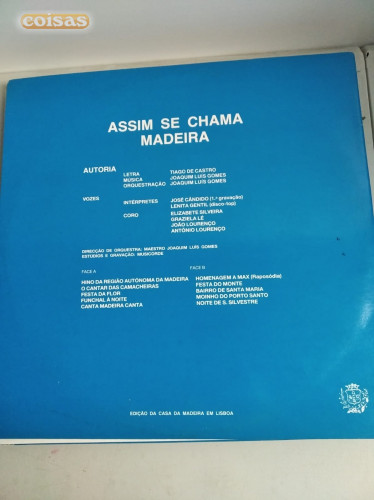 coisas
ASSIM SE CHAMA
MADEIRA
AUTORIA
LETRA TIAGO DE CASTRO
MÚSICA JOAQUIM LUÍS GOMES
ORQUESTRAÇÃO JOAQUIM LUÍS GOMES
VOZES INTÉRPRETES JOSÉ CÂNDIDO (1.ª gravação)
LENITA GENTIL (disco-top)
CORO ELIZABETE SILVEIRA
GRAZIELA LÉ
JOÃO LOURENÇO
ANTÓNIO LOURENÇO
DIRECÇÃO DE ORQUESTRA: MAESTRO JOAQUIM LUÍS GOMES
ESTÚDIOS E GRAVAÇÃO: MUSICORDE
FACE A FACE B
HINO DA REGIÃO AUTÓNOMA DA MADEIRA HOMENAGEM A MAX (Rapsódia)
O CANTAR DAS CAMACHEIRAS FESTA DO MONTE
FESTA DA FLOR BAIRRO DE SANTA MARIA
FUNCHAL À NOITE MOINHO DO PORTO SANTO
CANTA MADEIRA CANTA NOITE DE S. SILVESTRE
EDIÇÃO DA CASA DA MADEIRA EM LISBOA